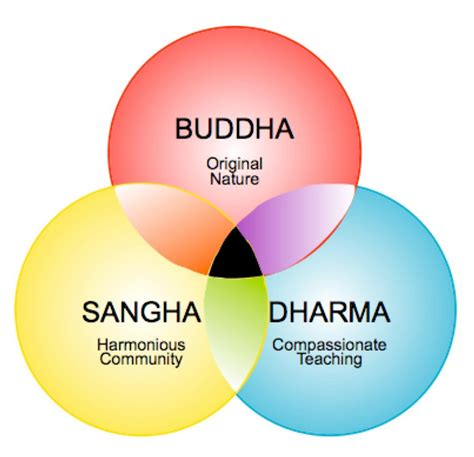 BUDDHA
Original
Nature
SANGHA
Harmonious
Community
DHARMA
Compassionate
Teaching